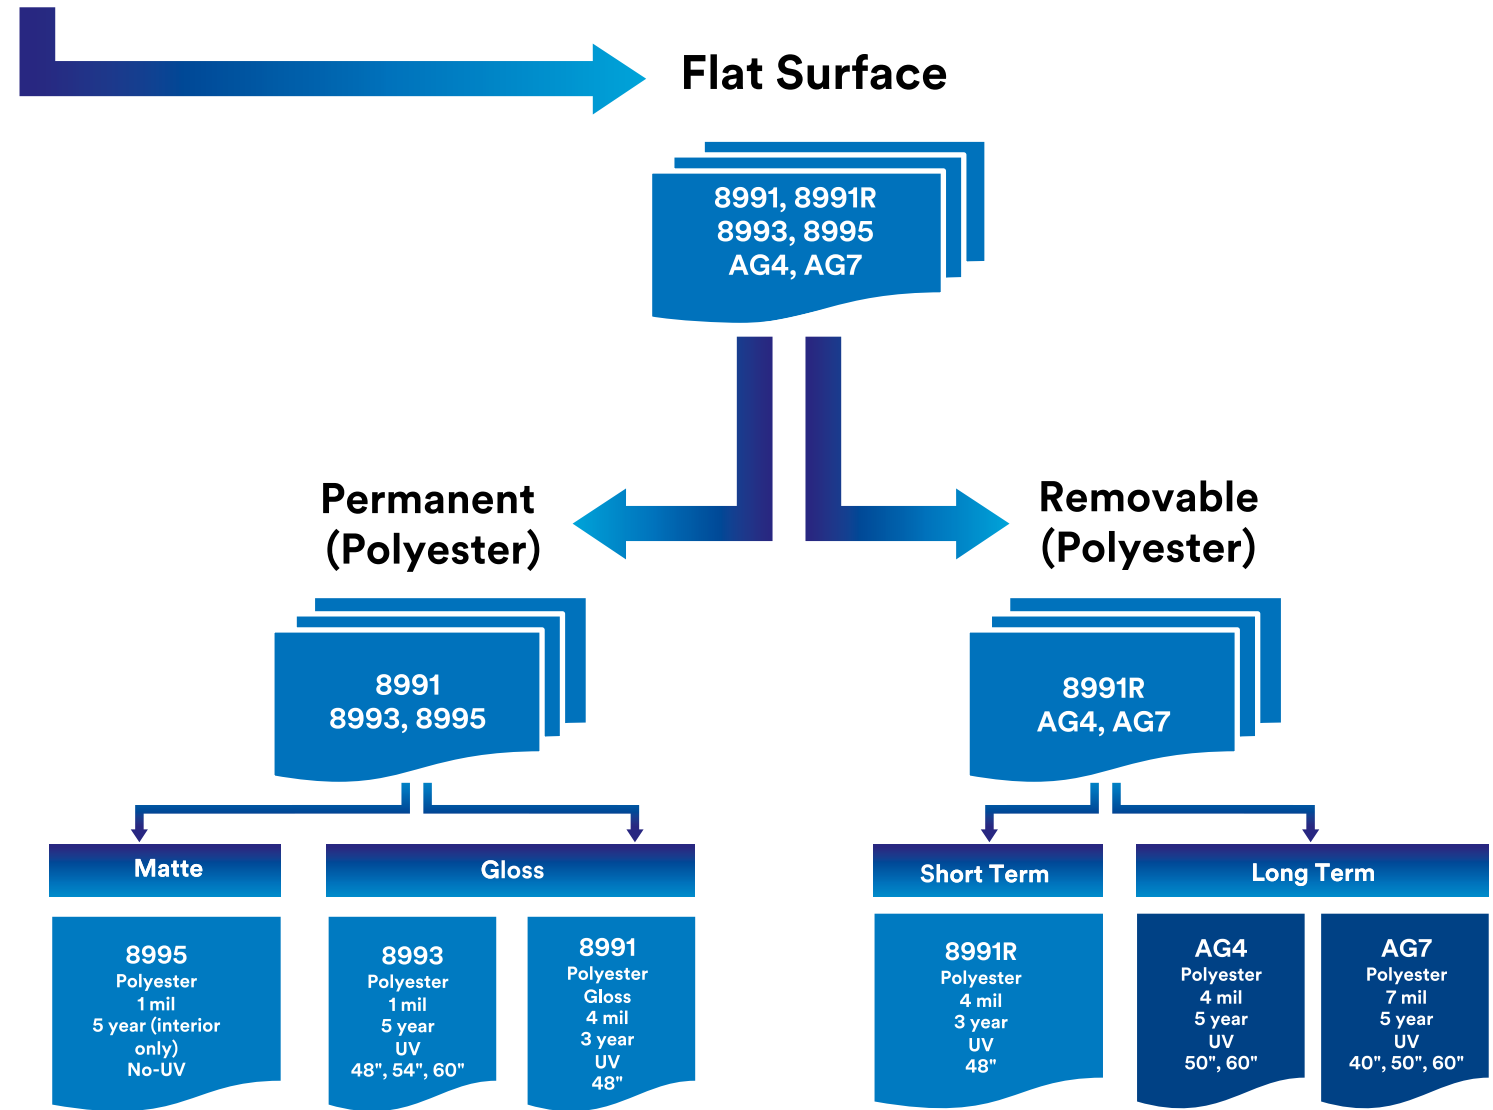 Flat Surface
8991, 8991R
8993, 8995
AG4, AG7
Permanent
(Polyester)
Removable
(Polyester)
8991
8993, 8995
8991R
AG4, AG7
Matte
Gloss
Short Term
Long Term
8995
Polyester
1 mil
5 year (interior
only)
No-UV
8993
Polyester
1 mil
5 year
UV
48", 54", 60"
8991
Polyester
Gloss
4 mil
3 year
UV
48"
8991R
Polyester
4 mil
3 year
UV
48"
AG4
Polyester
4 mil
5 year
UV
50", 60"
AG7
Polyester
7 mil
5 year
UV
40", 50", 60"